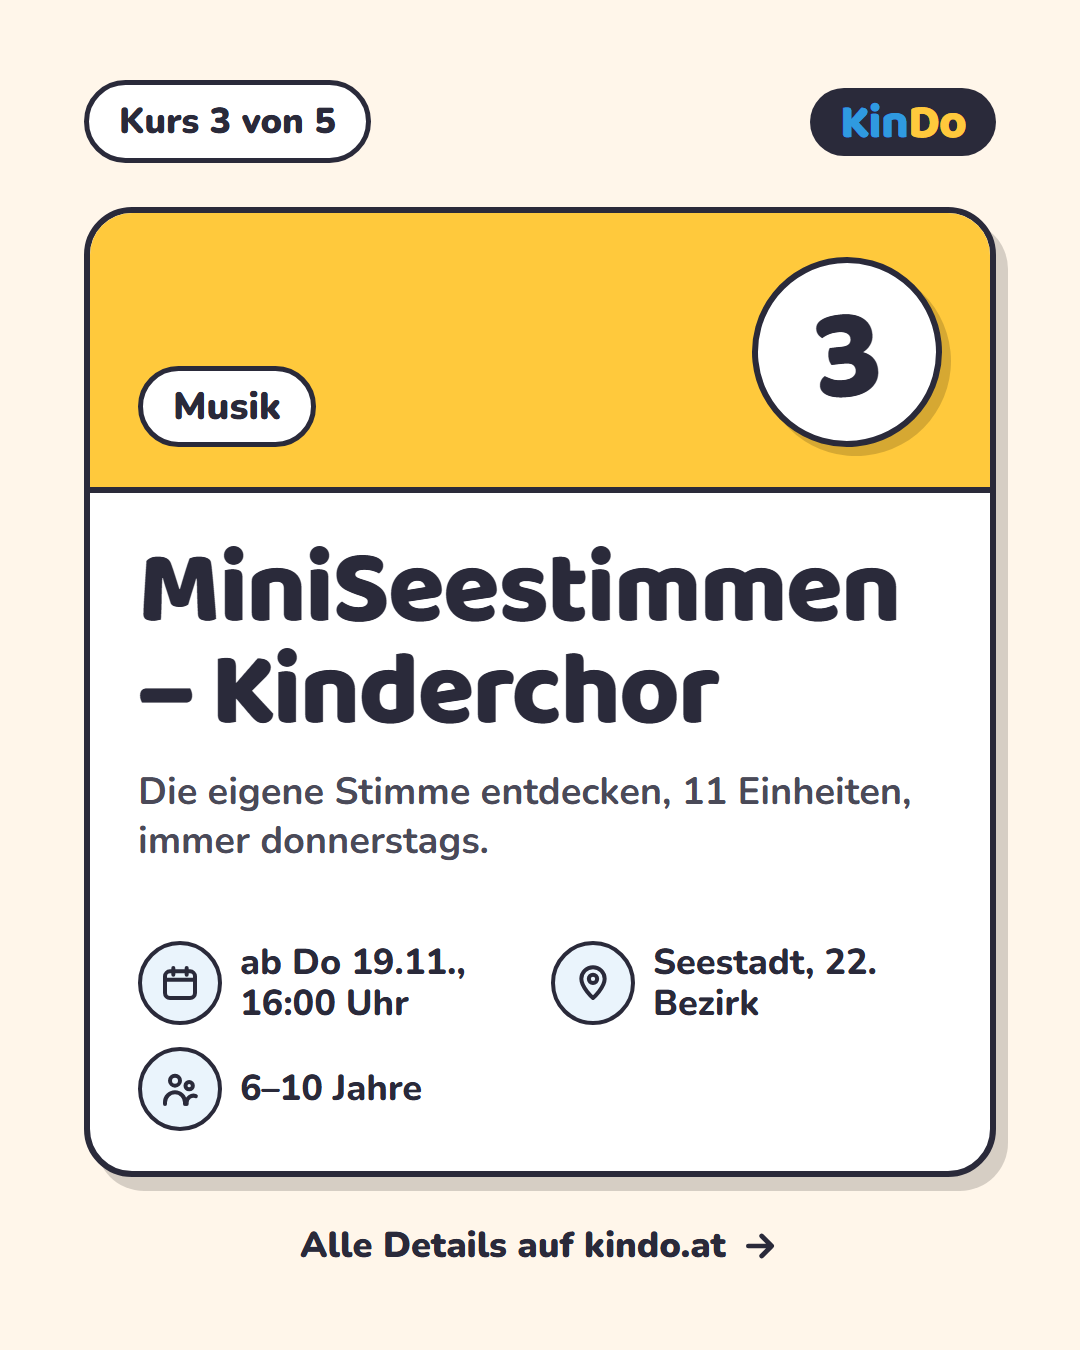 Kurs 3 von 5
KinDo
3
Musik
MiniSeestimmen
– Kinderchor
Die eigene Stimme entdecken, 11 Einheiten,
immer donnerstags.
ab Do 19.11.,
16:00 Uhr
Seestadt, 22.
Bezirk
6–10 Jahre
Alle Details auf kindo.at →